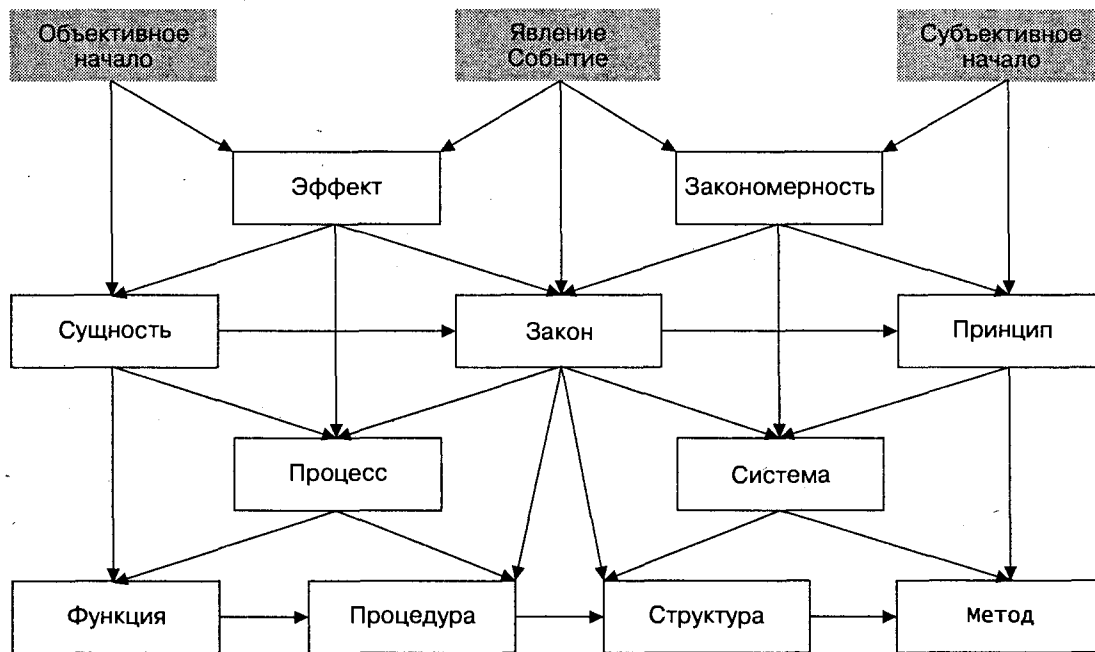 Объективное
начало
Явление
Событие
Субъективное
начало
Эффект
Закономерность
Сущность
Закон
Принцип
Процесс
Система
Функция
Процедура
Структура
Метод